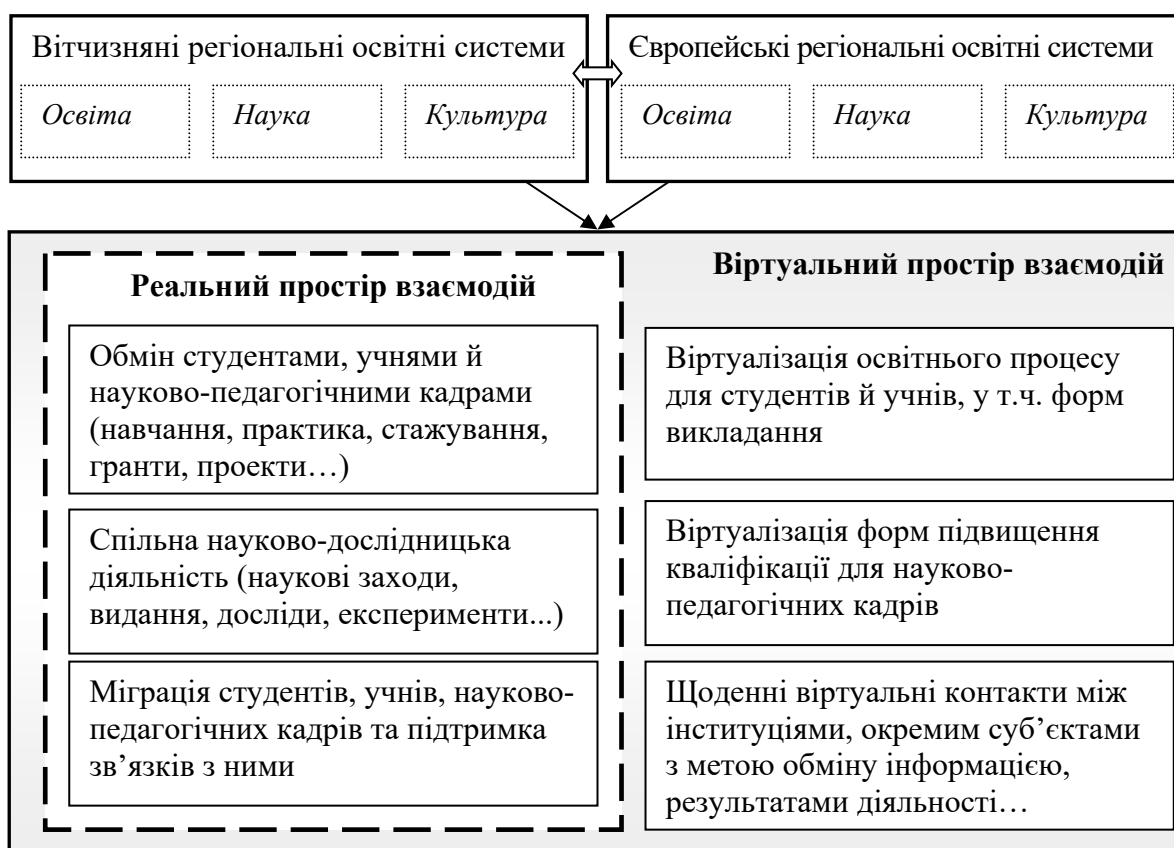 Вітчизняні регіональні освітні системи
Освіта
Наука
Культура
Європейські регіональні освітні системи
Освіта
Наука
Культура
Реальний простір взаємодій
Обмін студентами, учнями й
науково-педагогічними кадрами
(навчання, практика, стажування,
гранти, проекти…)
Спільна науково-дослідницька
діяльність (наукові заходи,
видання, досліди, експерименти...)
Міграція студентів, учнів, науково-
педагогічних кадрів та підтримка
зв’язків з ними
Віртуальний простір взаємодій
Віртуалізація освітнього процесу
для студентів й учнів, у т.ч. форм
викладання
Віртуалізація форм підвищення
кваліфікації для науково-
педагогічних кадрів
Щоденні віртуальні контакти між
інституціями, окремим суб’єктами
з метою обміну інформацією,
результатами діяльності…